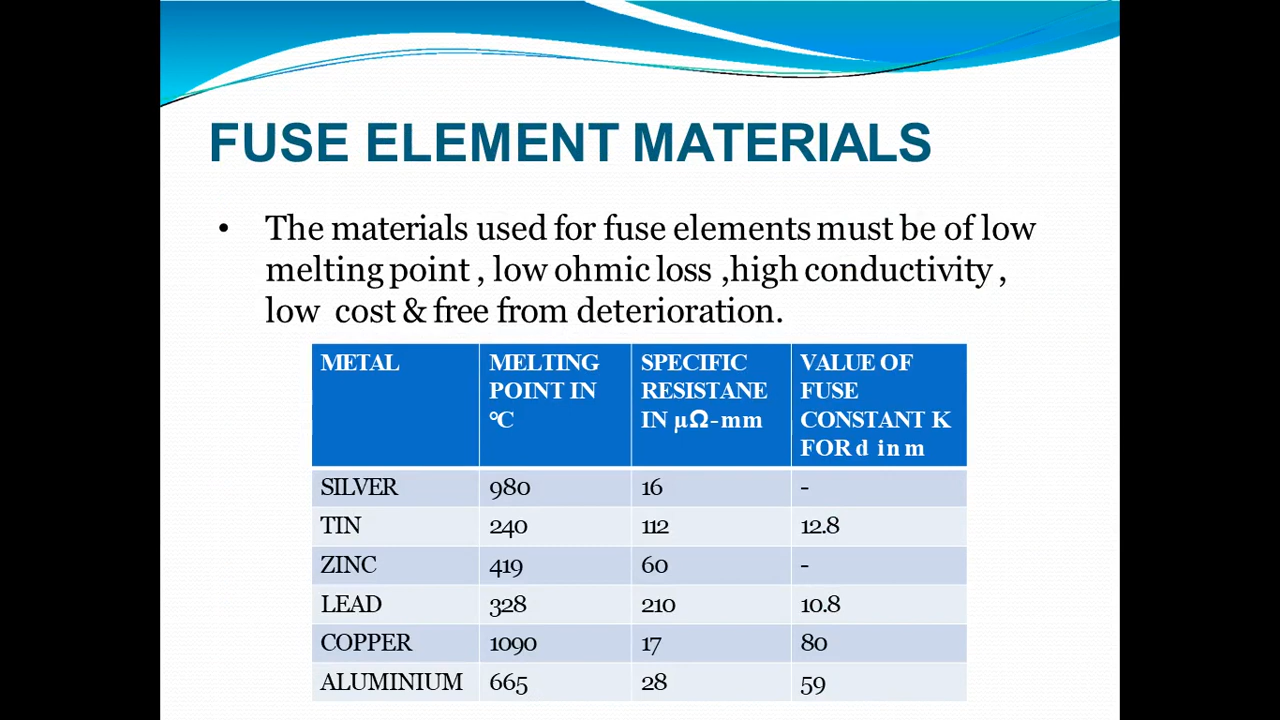 FUSE ELEMENT MATERIALS
• The materials used for fuse elements must be of low
melting point , low ohmic loss ,high conductivity ,
low cost & free from deterioration.
METAL | MELTING POINT IN °C | SPECIFIC RESISTANE IN µΩ-mm | VALUE OF FUSE CONSTANT K FOR d in m
SILVER | 980 | 16 | -
TIN | 240 | 112 | 12.8
ZINC | 419 | 60 | -
LEAD | 328 | 210 | 10.8
COPPER | 1090 | 17 | 80
ALUMINIUM | 665 | 28 | 59